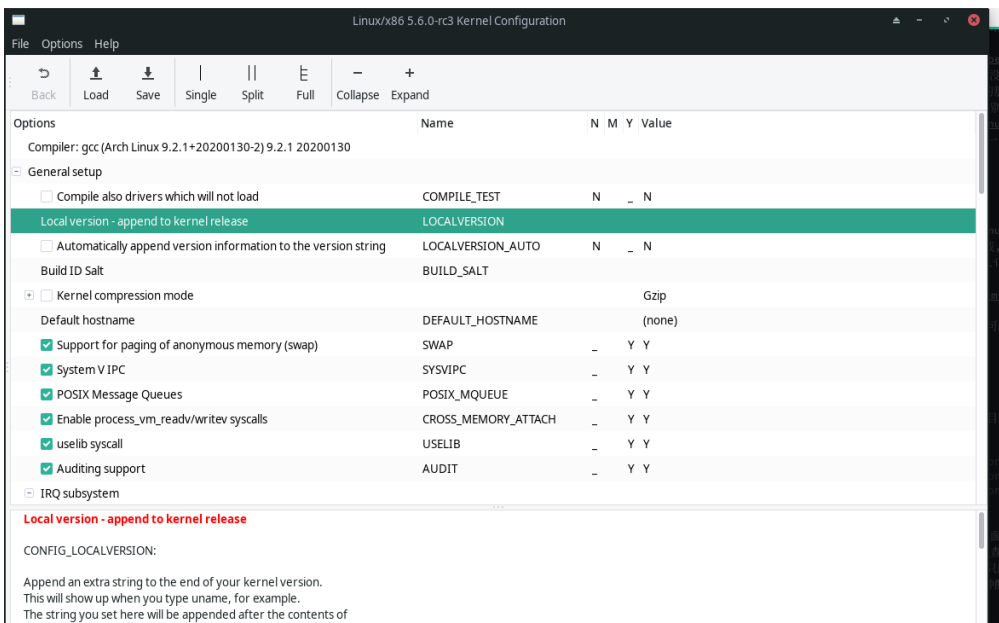 Linux/x86 5.6.0-rc3 Kernel Configuration
File Options Help
Back Load Save Single Split Full Collapse Expand
Options Name N M Y Value
Compiler: gcc (Arch Linux 9.2.1+20200130-2) 9.2.1 20200130
General setup
Compile also drivers which will not load COMPILE_TEST N _ N
Local version - append to kernel release LOCALVERSION
Automatically append version information to the version string LOCALVERSION_AUTO N _ N
Build ID Salt BUILD_SALT
Kernel compression mode Gzip
Default hostname DEFAULT_HOSTNAME (none)
Support for paging of anonymous memory (swap) SWAP _ Y Y
System V IPC SYSVIPC _ Y Y
POSIX Message Queues POSIX_MQUEUE _ Y Y
Enable process_vm_readv/writev syscalls CROSS_MEMORY_ATTACH _ Y Y
uselib syscall USELIB _ Y Y
Auditing support AUDIT _ Y Y
IRQ subsystem
Local version - append to kernel release
CONFIG_LOCALVERSION:
Append an extra string to the end of your kernel version.
This will show up when you type uname, for example.
The string you set here will be appended after the contents of